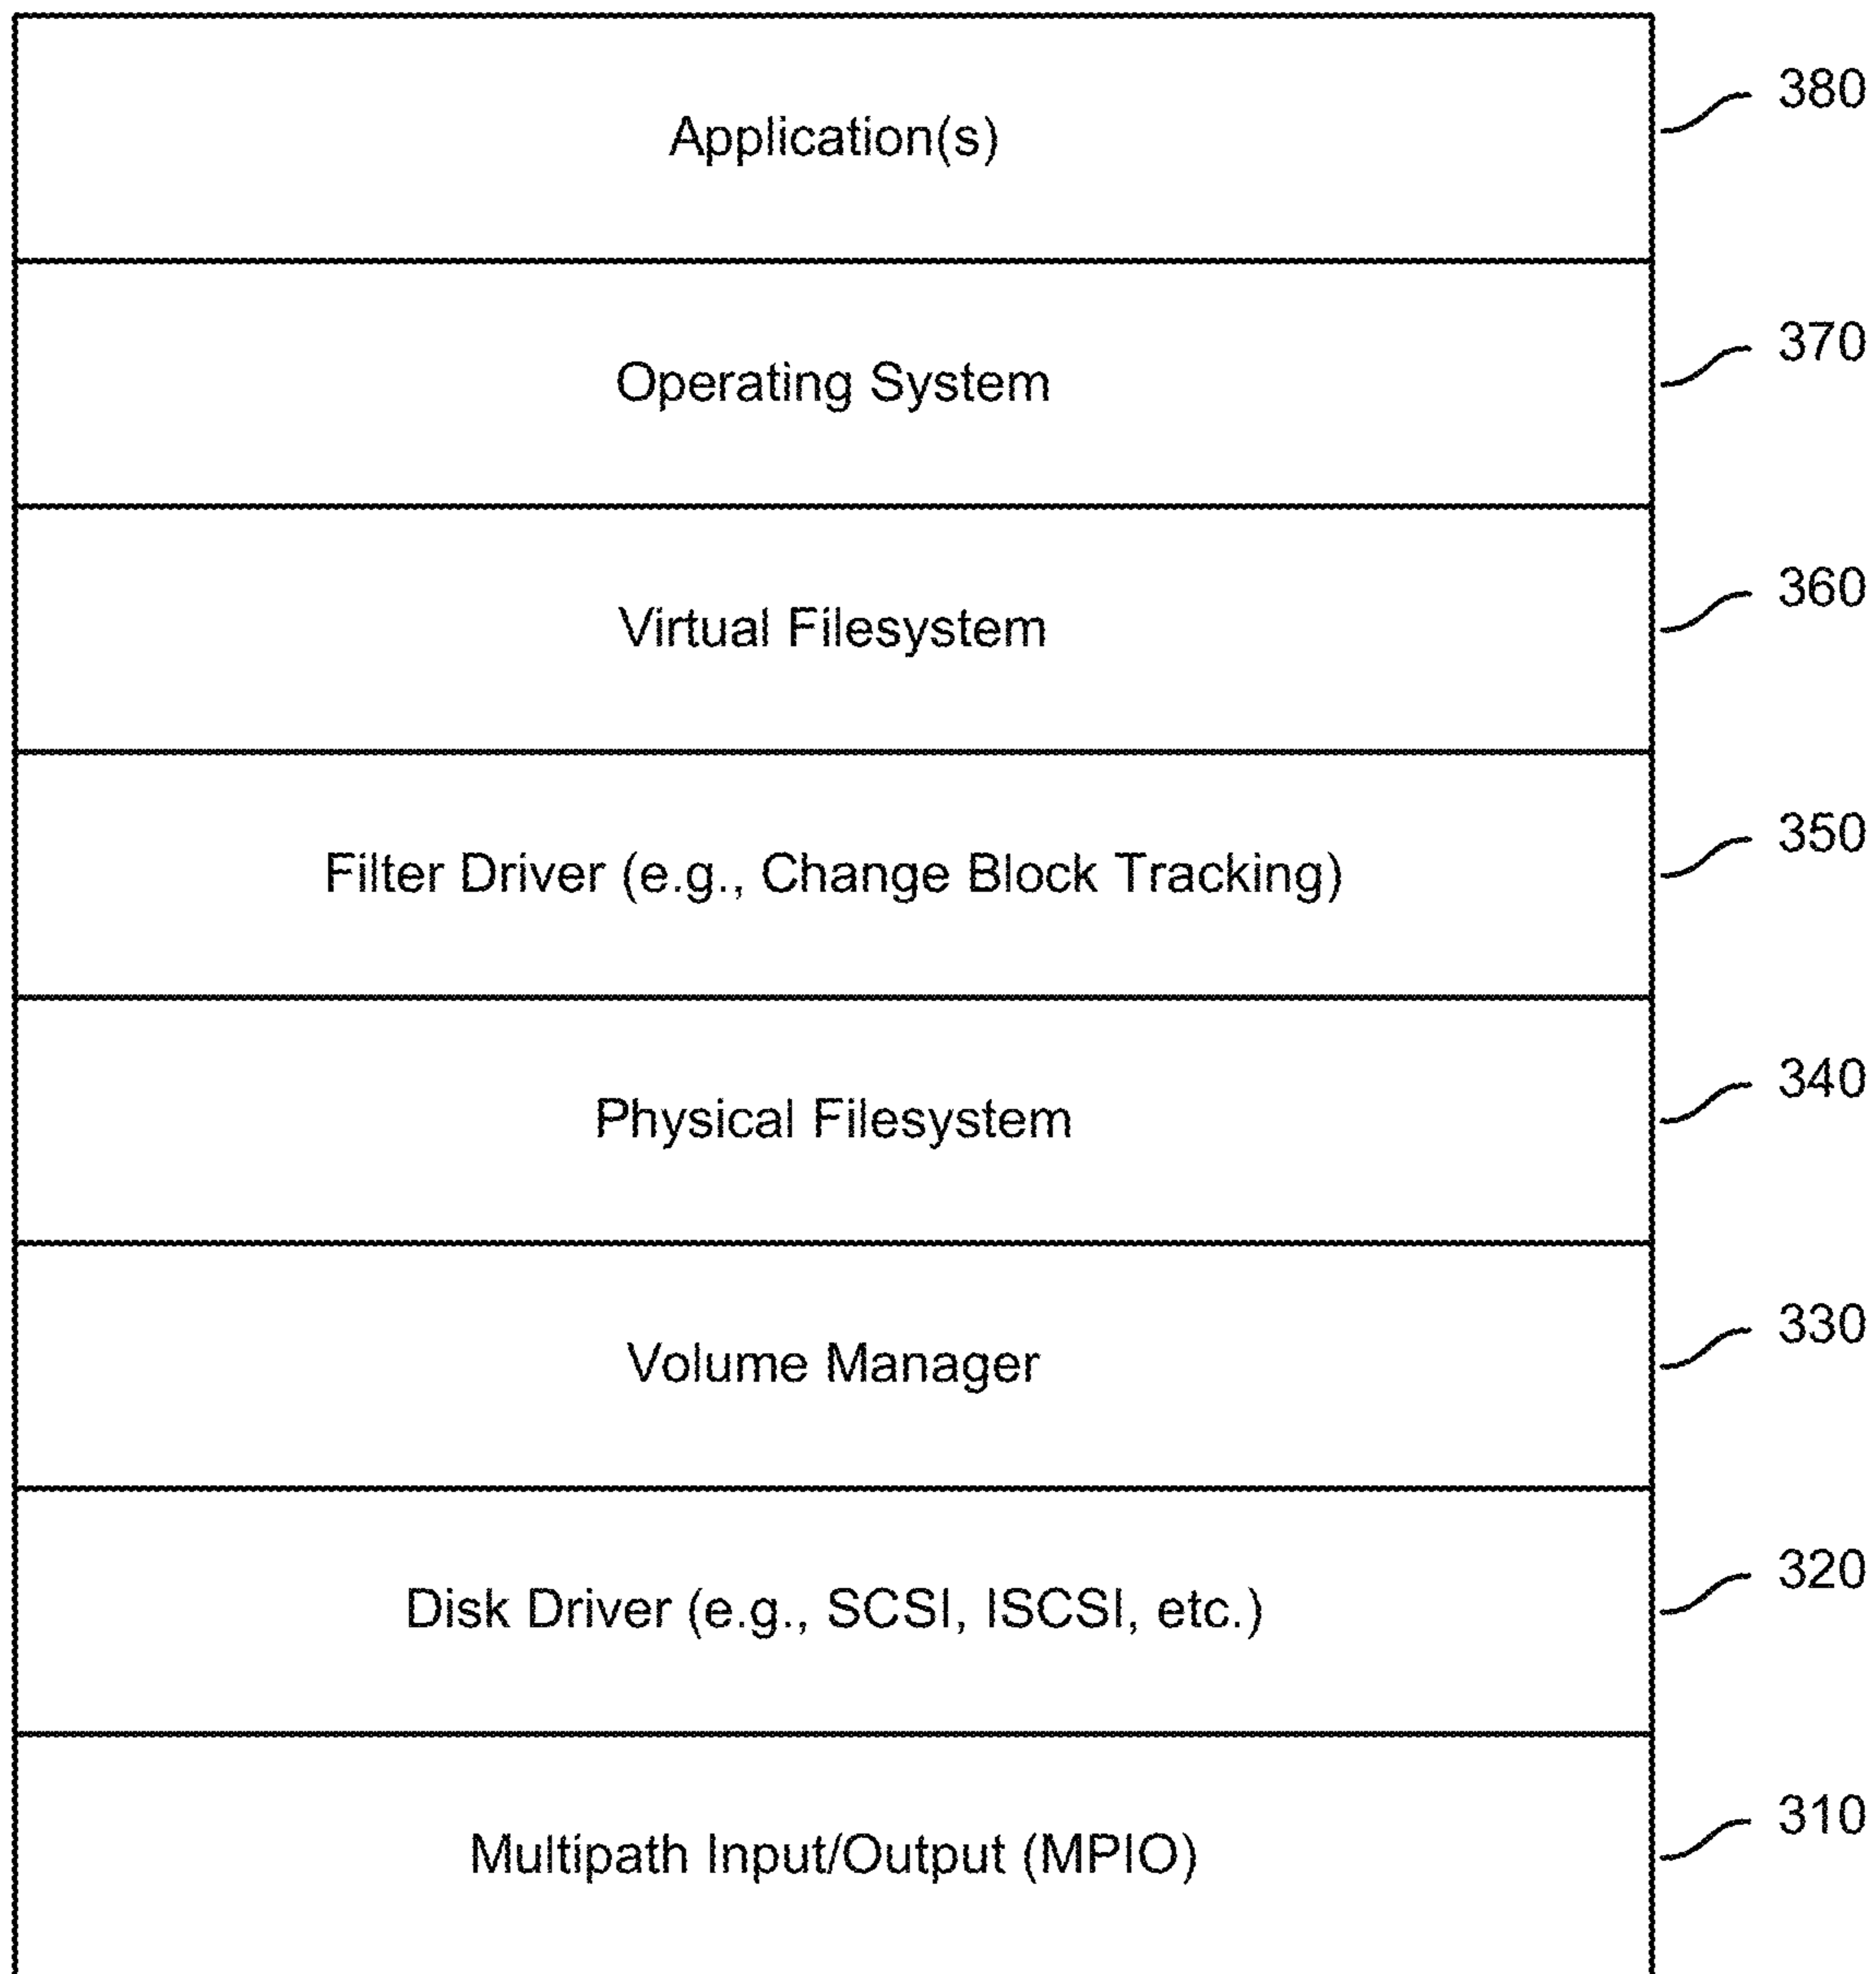 Application(s)
380
Operating System
370
Virtual Filesystem
360
Filter Driver (e.g., Change Block Tracking)
350
Physical Filesystem
340
Volume Manager
330
Disk Driver (e.g., SCSI, ISCSI, etc.)
320
Multipath Input/Output (MPIO)
310